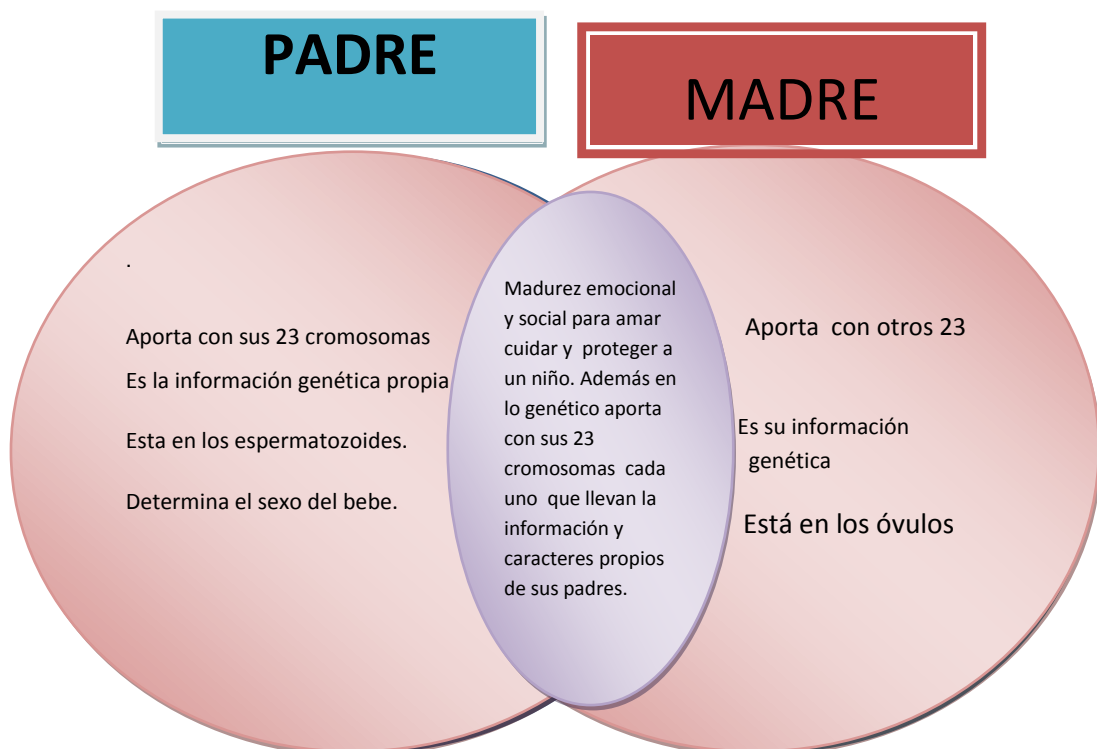 PADRE
MADRE
.
Aporta con sus 23 cromosomas
Es la información genética propia
Esta en los espermatozoides.
Determina el sexo del bebe.
Madurez emocional
y social para amar
cuidar y  proteger a
un niño. Además en
lo genético aporta
con sus 23
cromosomas  cada
uno  que llevan la
información y
caracteres propios
de sus padres.
Aporta  con otros 23
Es su información
genética
Está en los óvulos